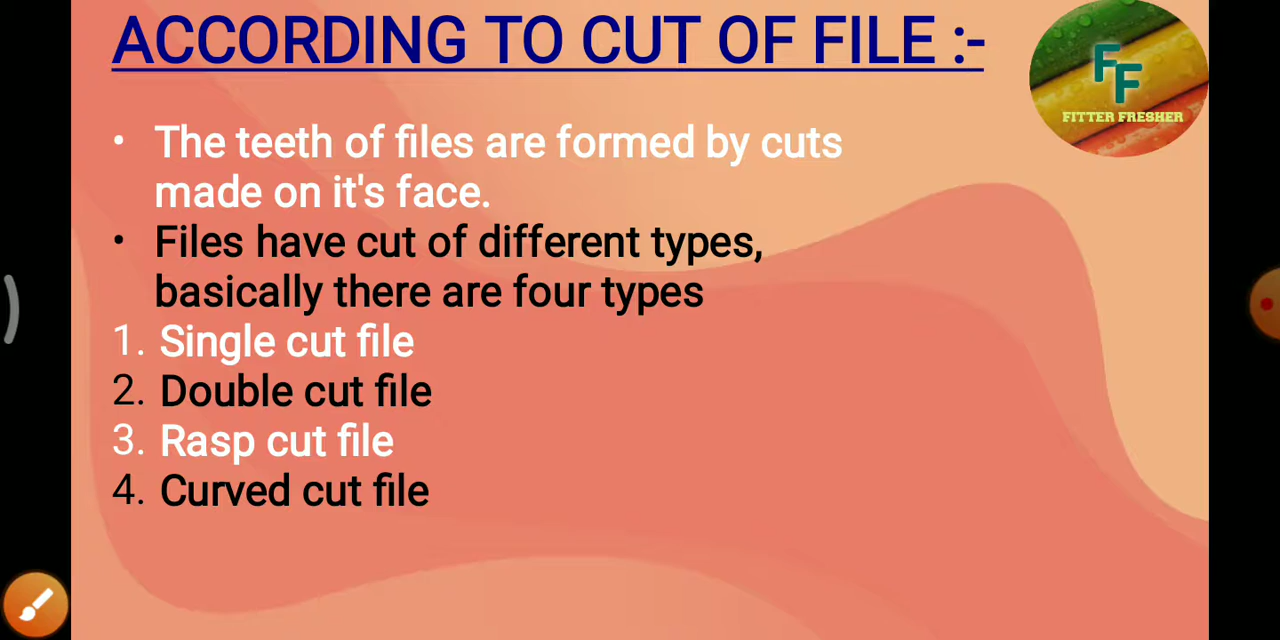 ACCORDING TO CUT OF FILE :-
FF
FITTER FRESHER
• The teeth of files are formed by cuts
made on it's face.
• Files have cut of different types,
basically there are four types
1. Single cut file
2. Double cut file
3. Rasp cut file
4. Curved cut file